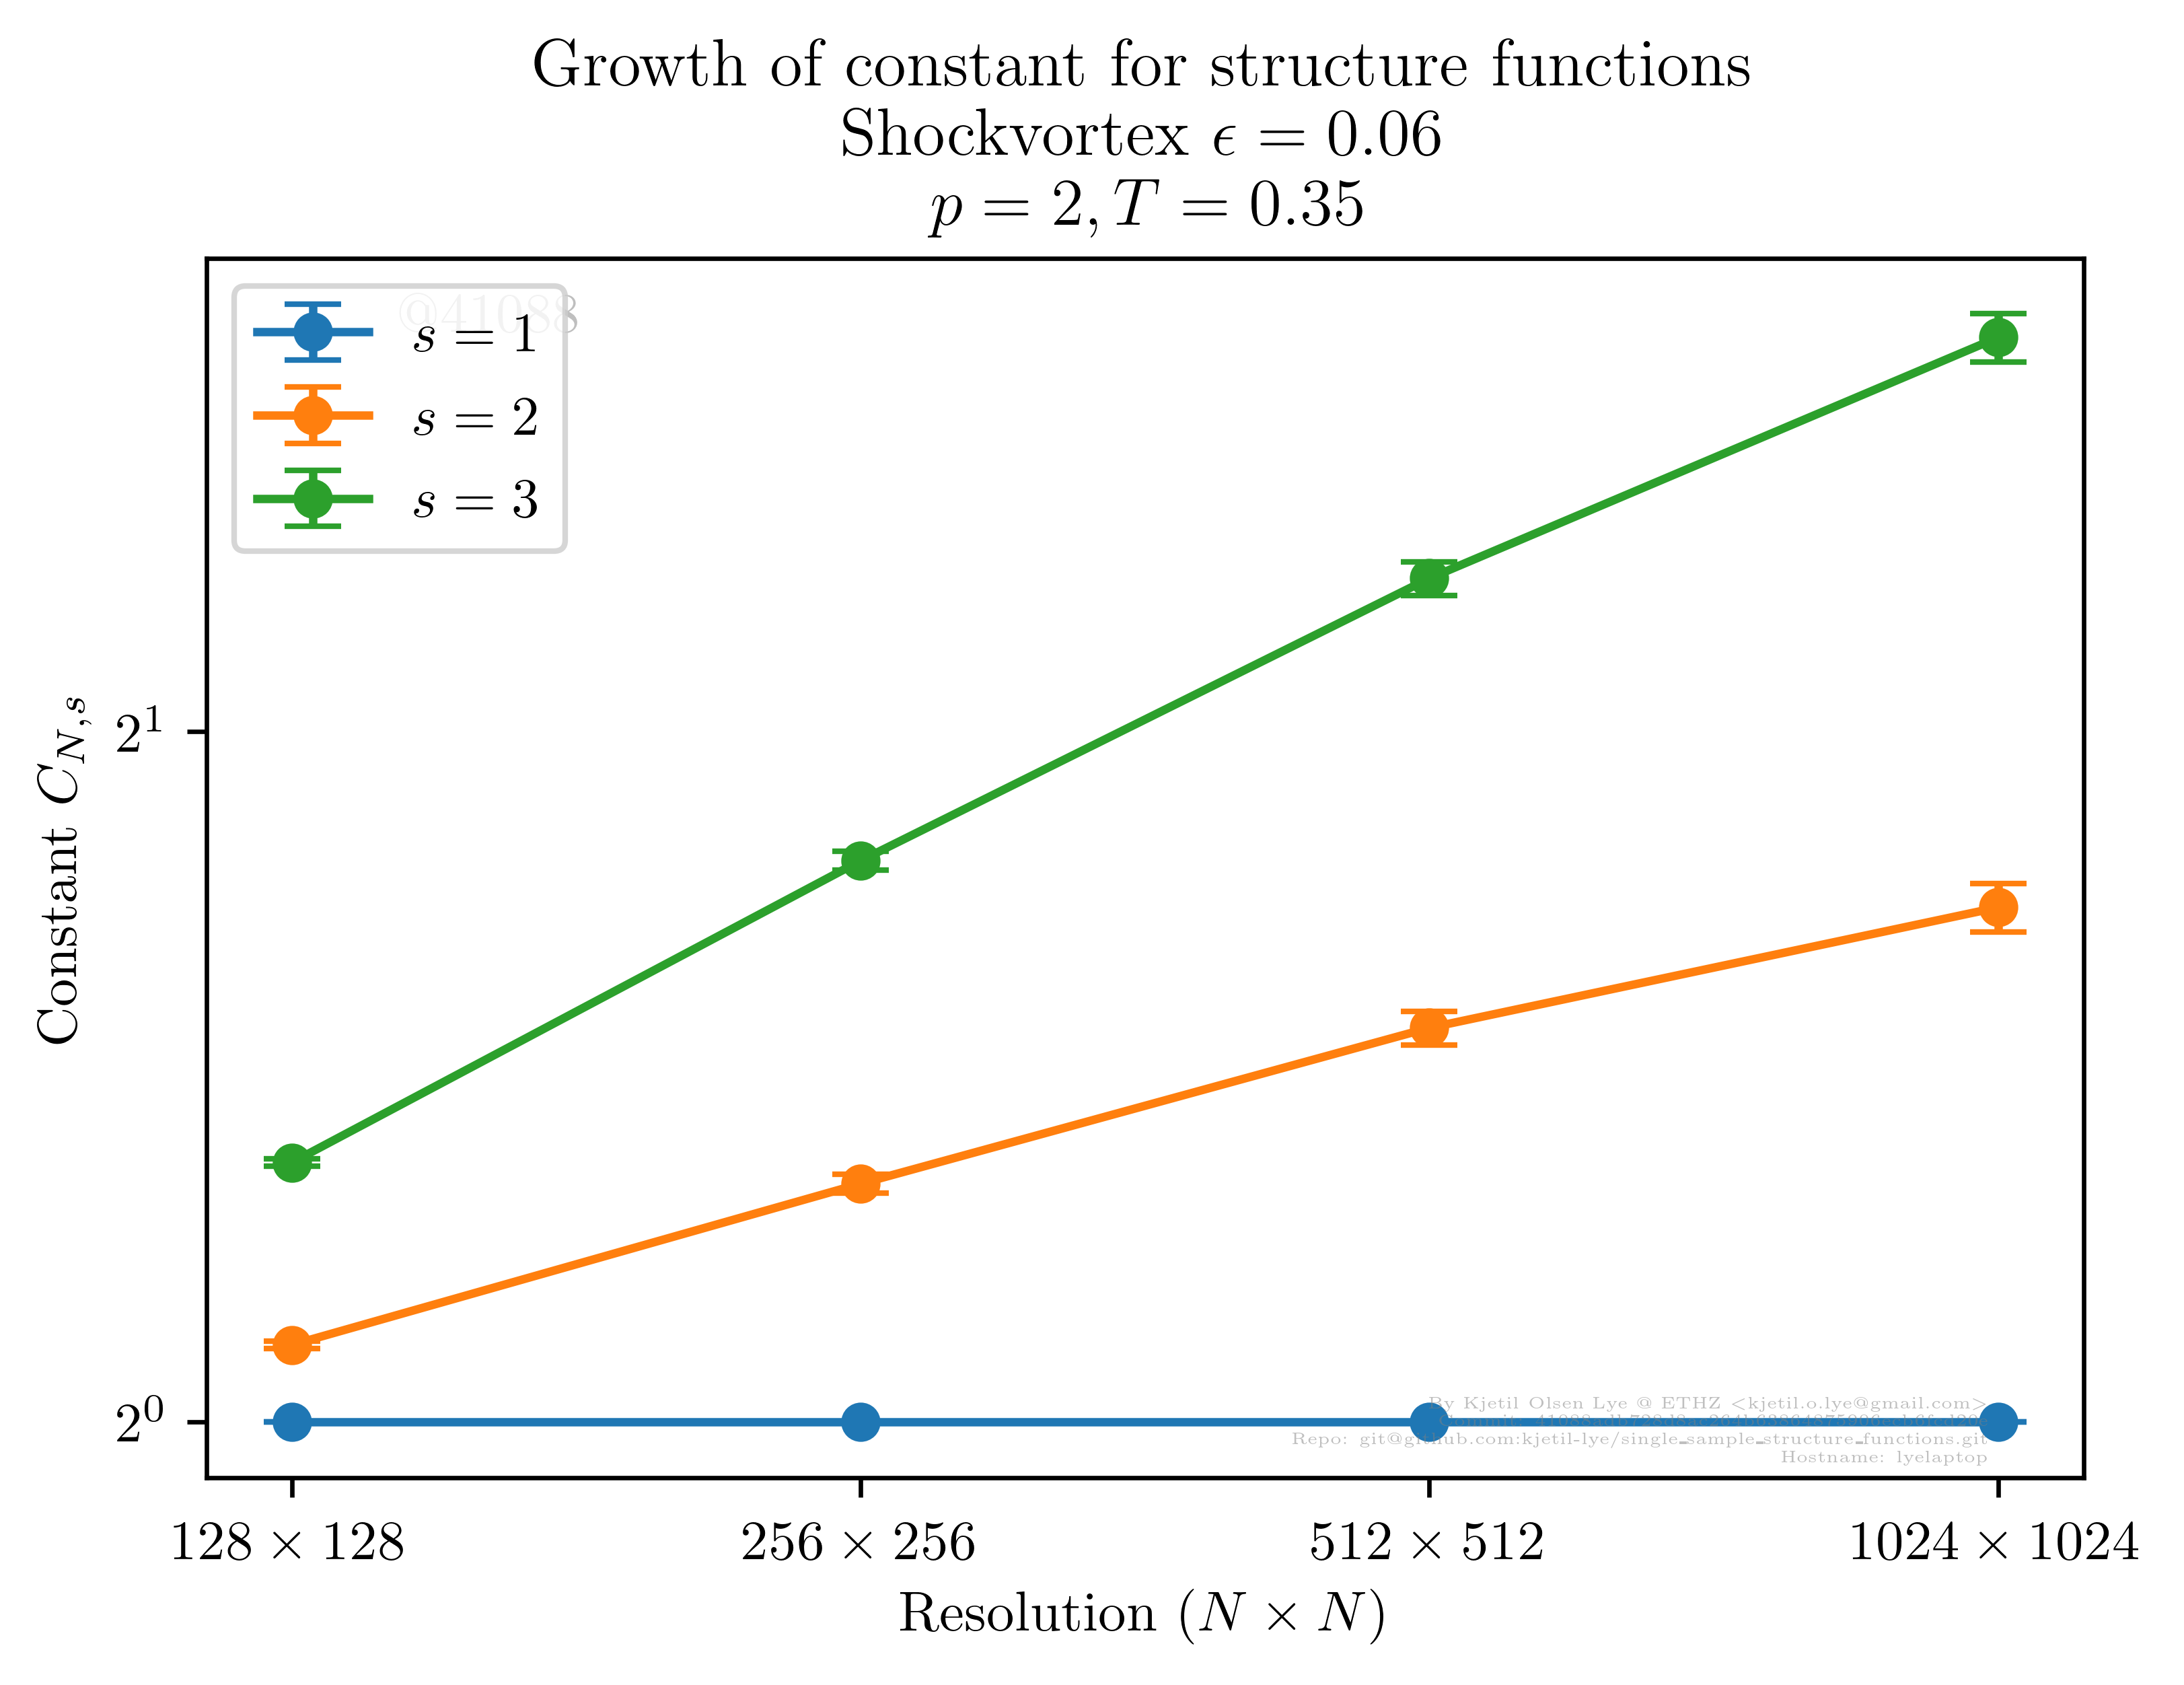 Growth of constant for structure functions
Shockvortex ϵ = 0.06
p = 2, T = 0.35
@41088
s = 1
s = 2
s = 3
Constant C_{N,s}
2^1
2^0
By Kjetil Olsen Lye @ ETHZ <kjetil.o.lye@gmail.com>
Repo: git@github.com:kjetil-lye/single_sample_structure_functions.git
Hostname: lyelaptop
128 × 128
256 × 256
512 × 512
1024 × 1024
Resolution (N × N)